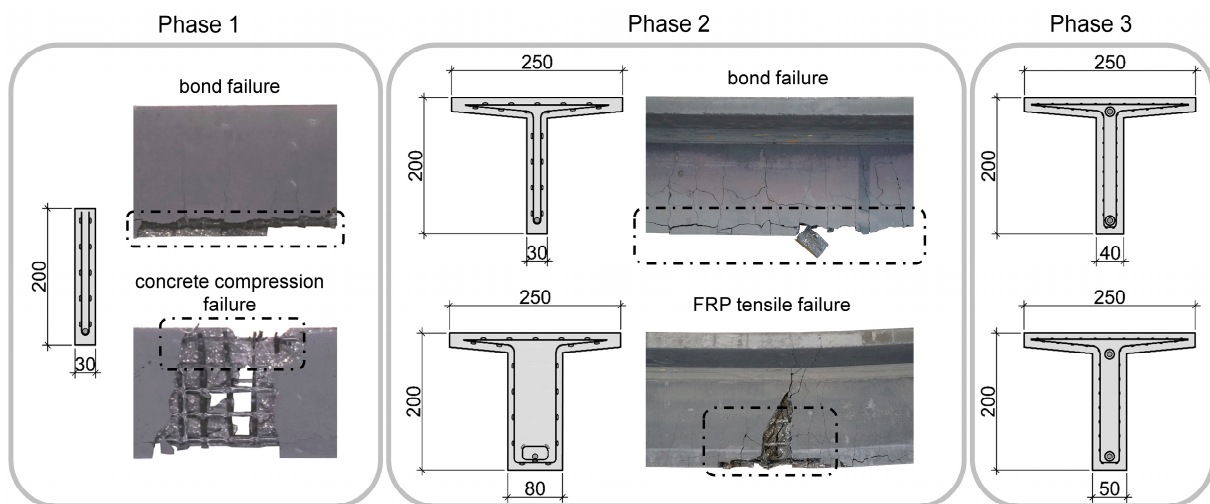 Phase 1
bond failure
200
30
concrete compression
failure
Phase 2
250
200
30
bond failure
250
200
80
FRP tensile failure
Phase 3
250
200
40
250
200
50